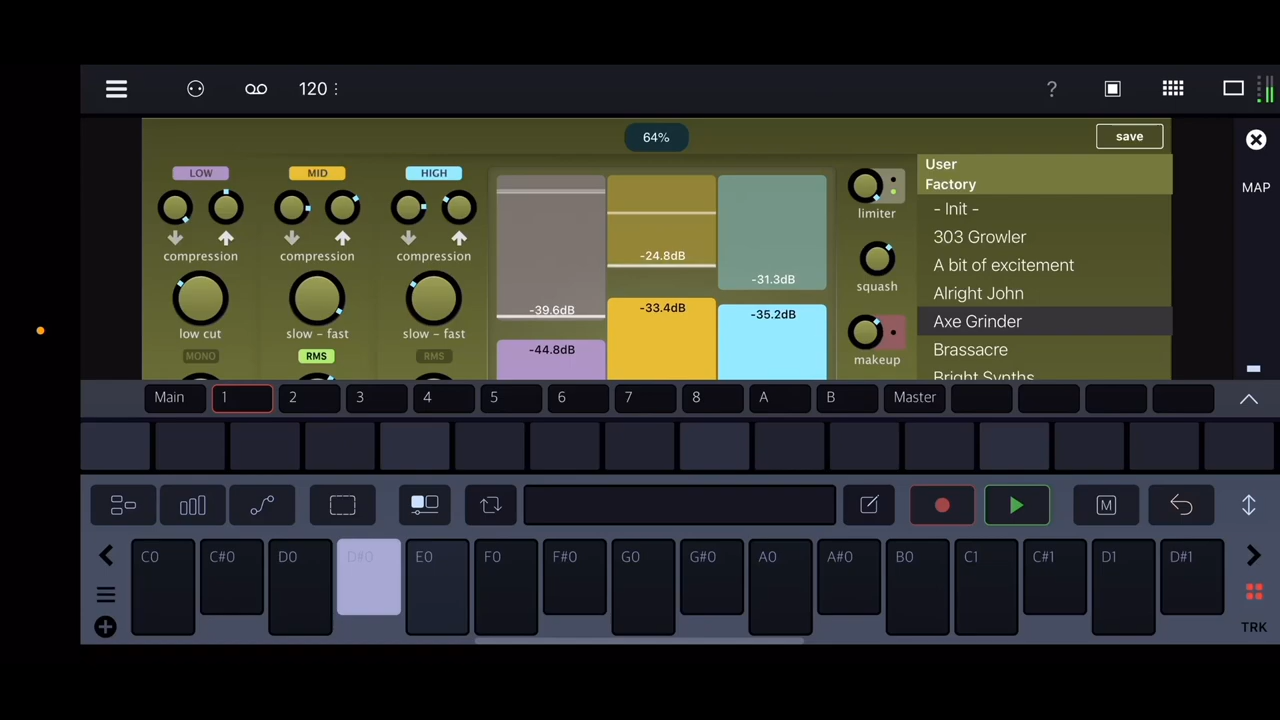 120
?
64%
save
LOW
MID
HIGH
compression
compression
compression
low cut
slow – fast
slow – fast
MONO
RMS
RMS
-39.6dB
-24.8dB
-31.3dB
-44.8dB
-33.4dB
-35.2dB
limiter
squash
makeup
User
Factory
- Init -
303 Growler
A bit of excitement
Alright John
Axe Grinder
Brassacre
Bright Synths
MAP
Main 1 2 3 4 5 6 7 8 A B Master
M
C0 C#0 D0 D#0 E0 F0 F#0 G0 G#0 A0 A#0 B0 C1 C#1 D1 D#1
TRK